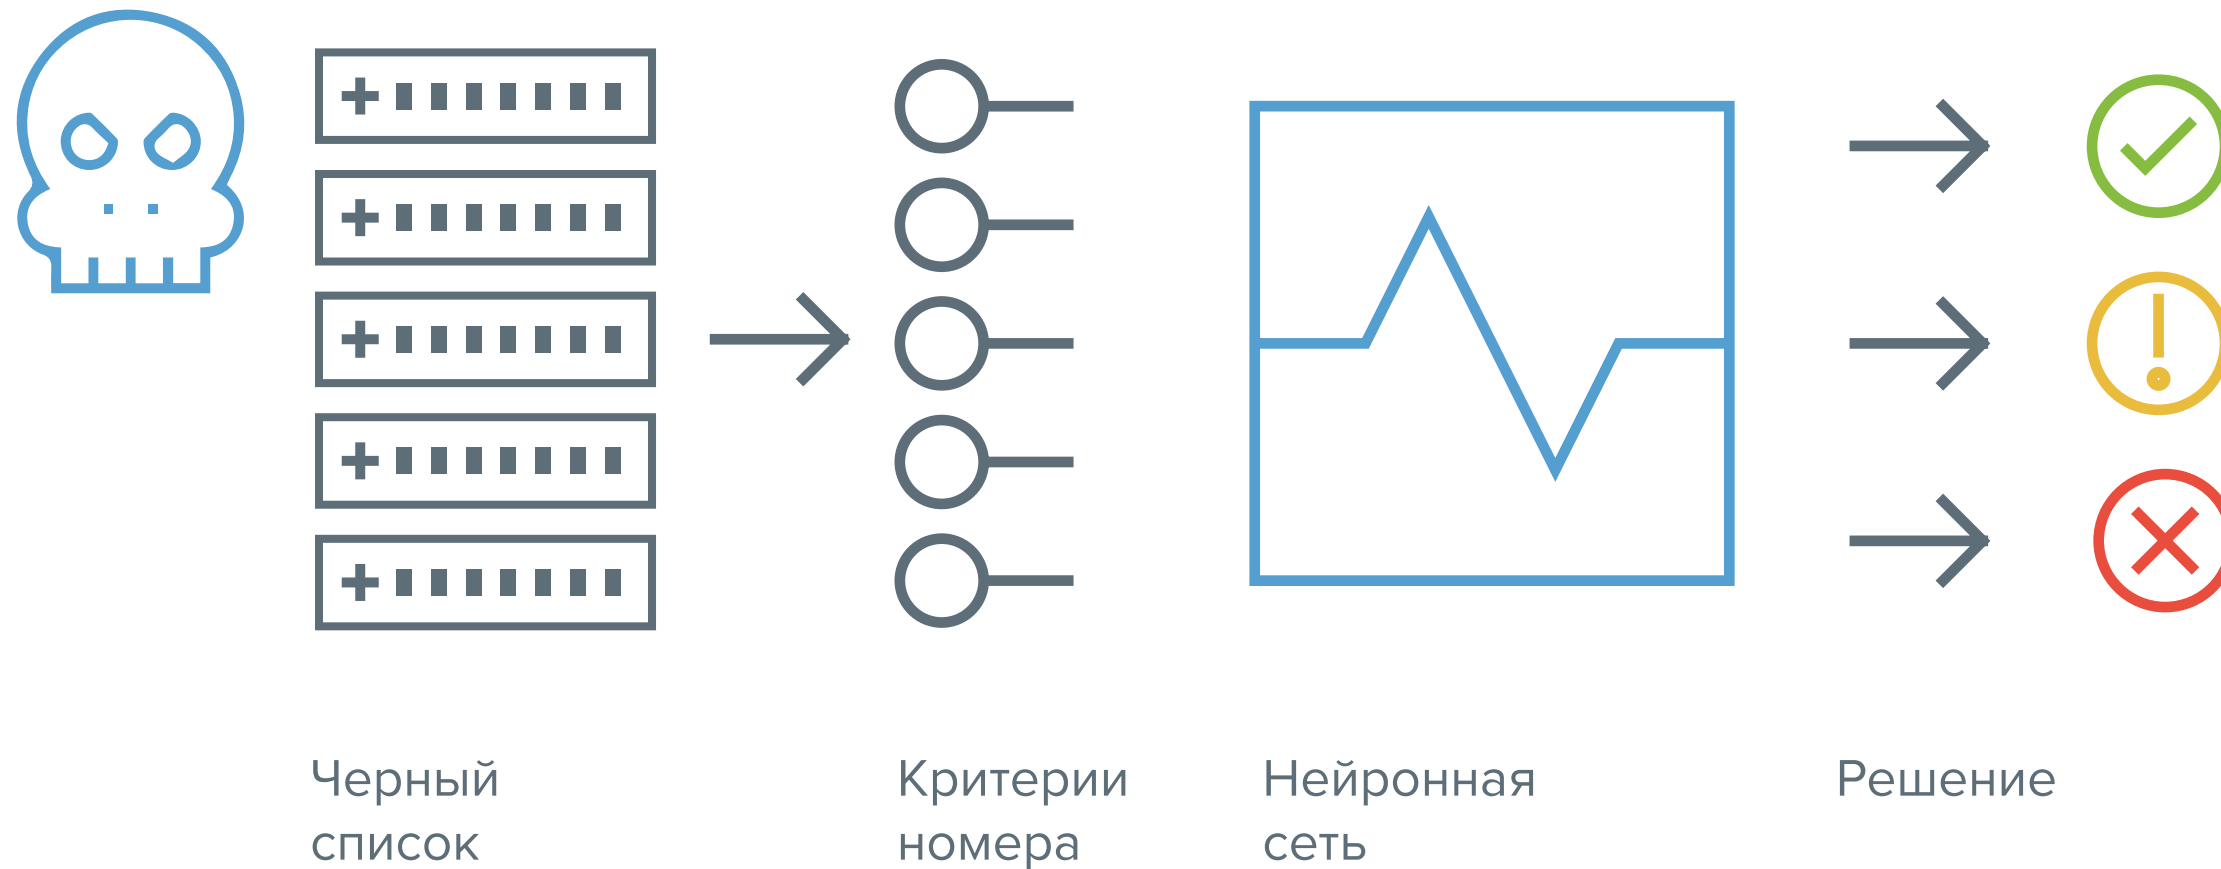 Черный
список
Критерии
номера
Нейронная
сеть
Решение